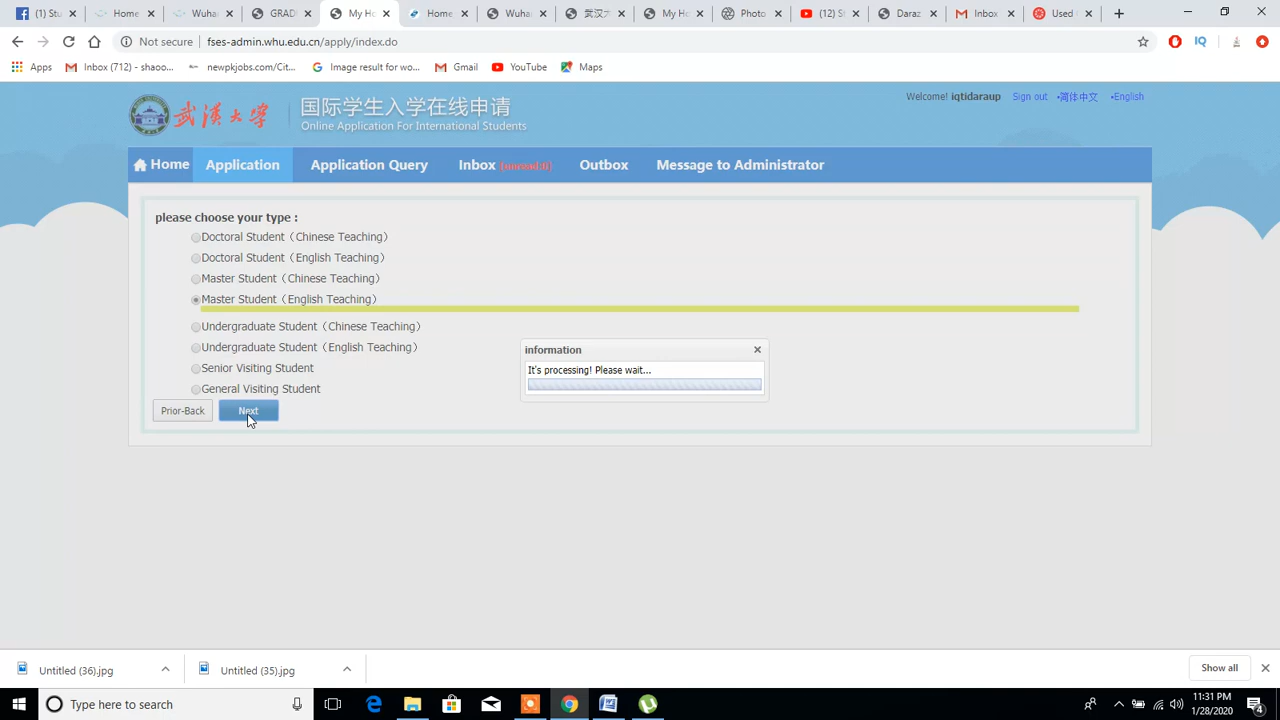 (1) Stu
Home
Wuhar
GRAD
My Ho
Home
Wuhar
武汉大
My Ho
Photo
(12) St
Daraz
Inbox
Used
Not secure
fses-admin.whu.edu.cn/apply/index.do
Apps
Inbox (712) - shaoo...
newpkjobs.com/Cit...
Image result for wo...
Gmail
YouTube
Maps
武漢大學
国际学生入学在线申请
Online Application For International Students
Welcome! iqtidaraup
Sign out
•简体中文
•English
Home
Application
Application Query
Inbox (unread:0)
Outbox
Message to Administrator
please choose your type :
Doctoral Student（Chinese Teaching）
Doctoral Student（English Teaching）
Master Student（Chinese Teaching）
Master Student（English Teaching）
Undergraduate Student（Chinese Teaching）
Undergraduate Student（English Teaching）
Senior Visiting Student
General Visiting Student
information
It's processing! Please wait...
Prior-Back
Next
Untitled (36).jpg
Untitled (35).jpg
Show all
Type here to search
11:31 PM
1/28/2020
4